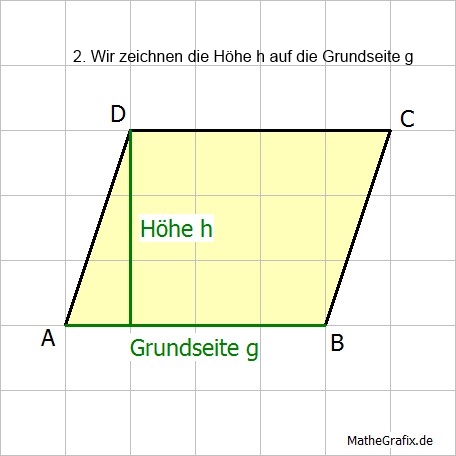 2. Wir zeichnen die Höhe h auf die Grundseite g
D
C
Höhe h
A
B
Grundseite g
MatheGrafix.de